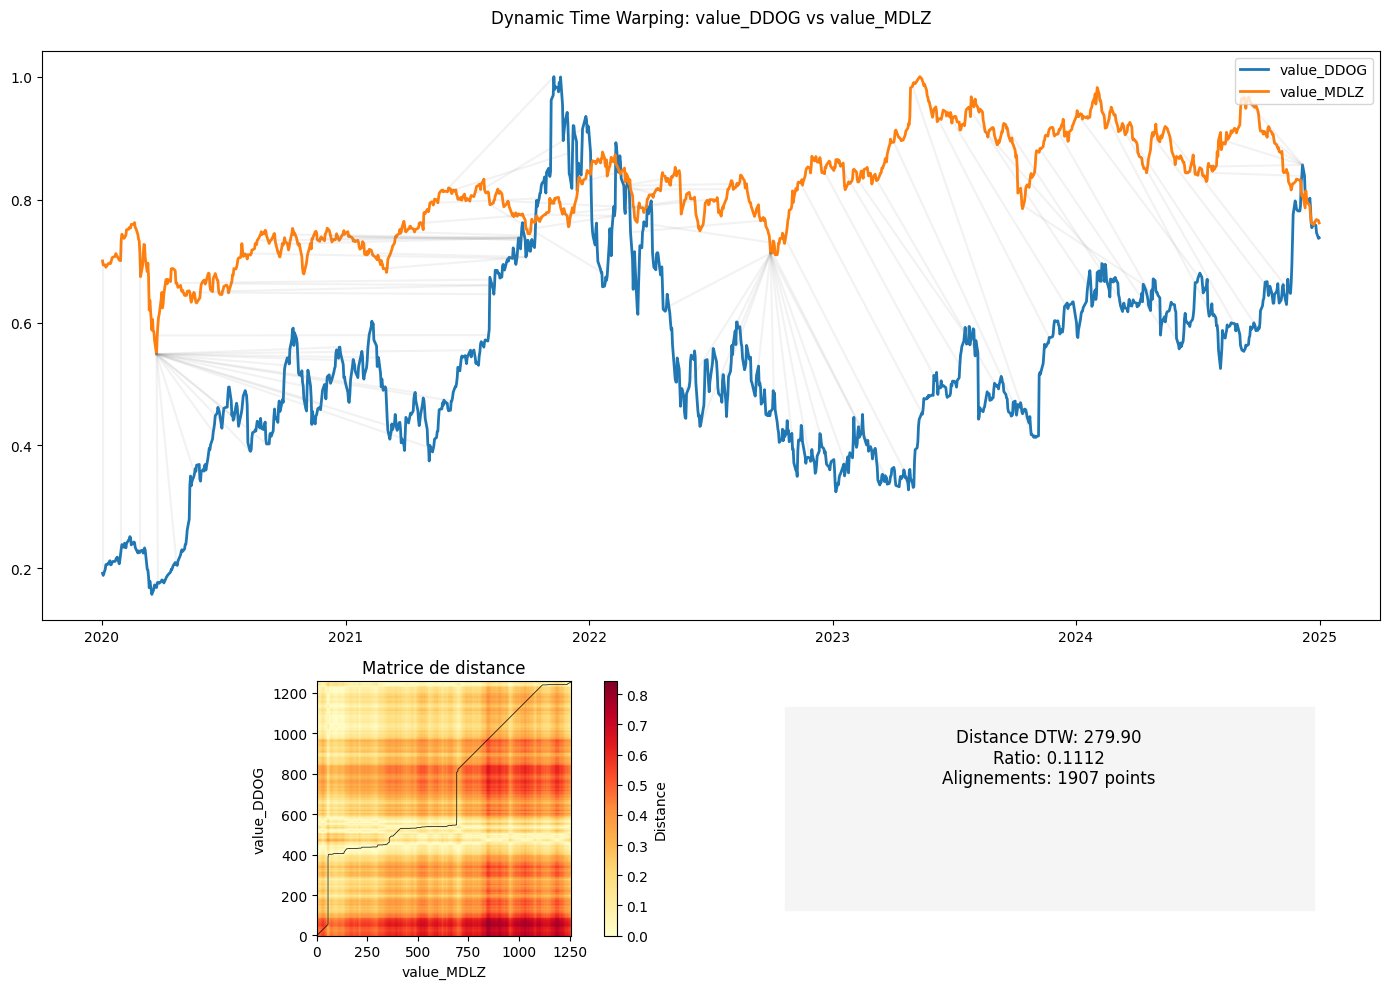 Dynamic Time Warping: value_DDOG vs value_MDLZ
value_DDOG
value_MDLZ
1.0
0.8
0.6
0.4
0.2
2020 2021 2022 2023 2024 2025
Matrice de distance
value_DDOG
1200
1000
800
600
400
200
0
0 250 500 750 1000 1250
value_MDLZ
0.8
0.7
0.6
0.5
0.4
0.3
0.2
0.1
0.0
Distance
Distance DTW: 279.90
Ratio: 0.1112
Alignements: 1907 points